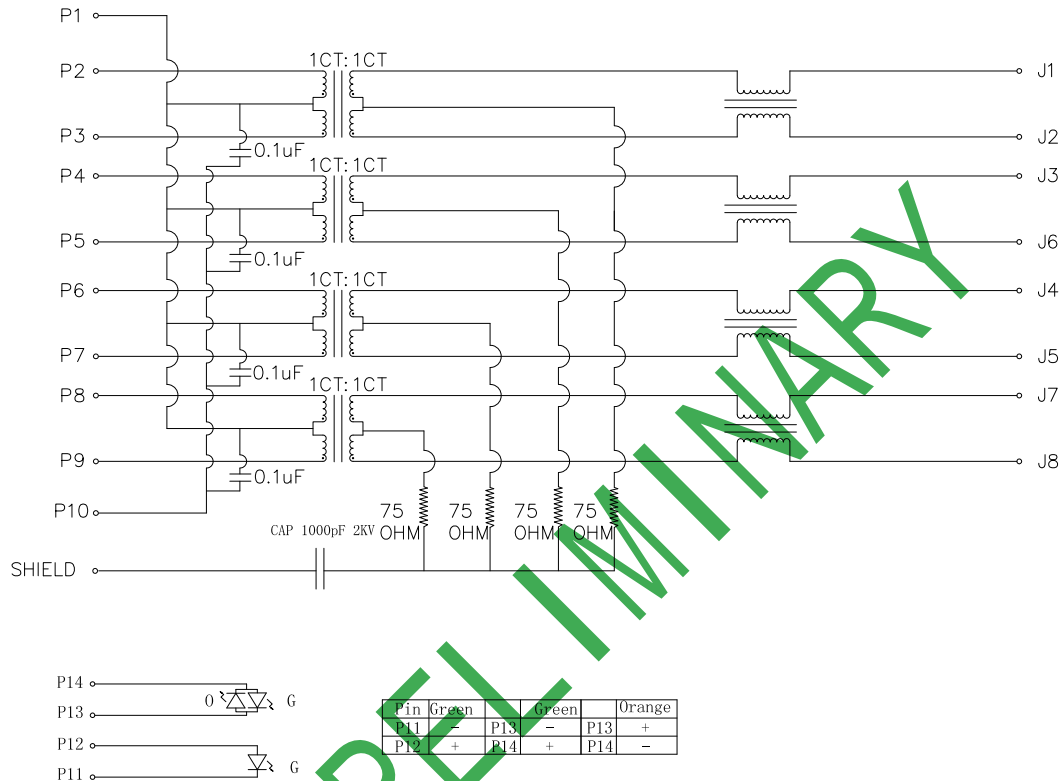 P1
1CT:1CT
P2
J1
P3
J2
0.1uF
1CT:1CT
P4
J3
P5
J6
0.1uF
1CT:1CT
P6
J4
P7
J5
0.1uF
1CT:1CT
P8
J7
P9
J8
0.1uF
P10
75 OHM
75 OHM
75 OHM
75 OHM
CAP 1000pF 2KV
SHIELD
P14
O G
P13
P12
G
P11
Pin Green Green Orange
P11 - P13 - P13 +
P12 + P14 + P14 -
PRELIMINARY